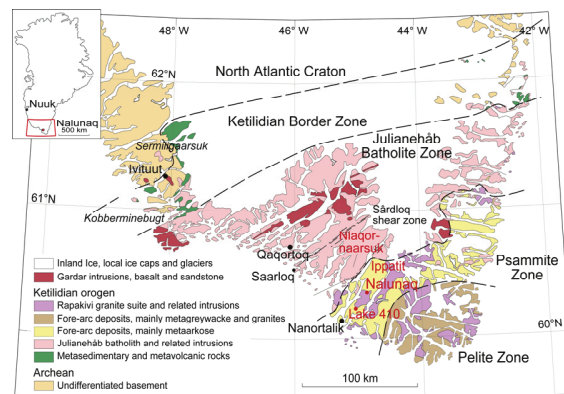 48° W
46° W
44° W
42° W
62°N
North Atlantic Craton
Nuuk
Nalunaq
500 km
Ketilidian Border Zone
Sermiligaarsuk
Julianehåb
Batholite Zone
Ivituut
61°N
Kobberminebugt
Sårdloq
shear zone
Niaqor-
naarsuk
Qaqortoq
Ippatit
Psammite
Zone
Saarloq
Nalunaq
Lake 410
Nanortalik
60°N
Pelite Zone
100 km
Inland Ice, local ice caps and glaciers
Gardar intrusions, basalt and sandstone
Ketilidian orogen
Rapakivi granite suite and related intrusions
Fore-arc deposits, mainly metagreywacke and granites
Fore-arc deposits, mainly metaarkose
Julianehåb batholith and related intrusions
Metasedimentary and metavolcanic rocks
Archean
Undifferentiated basement